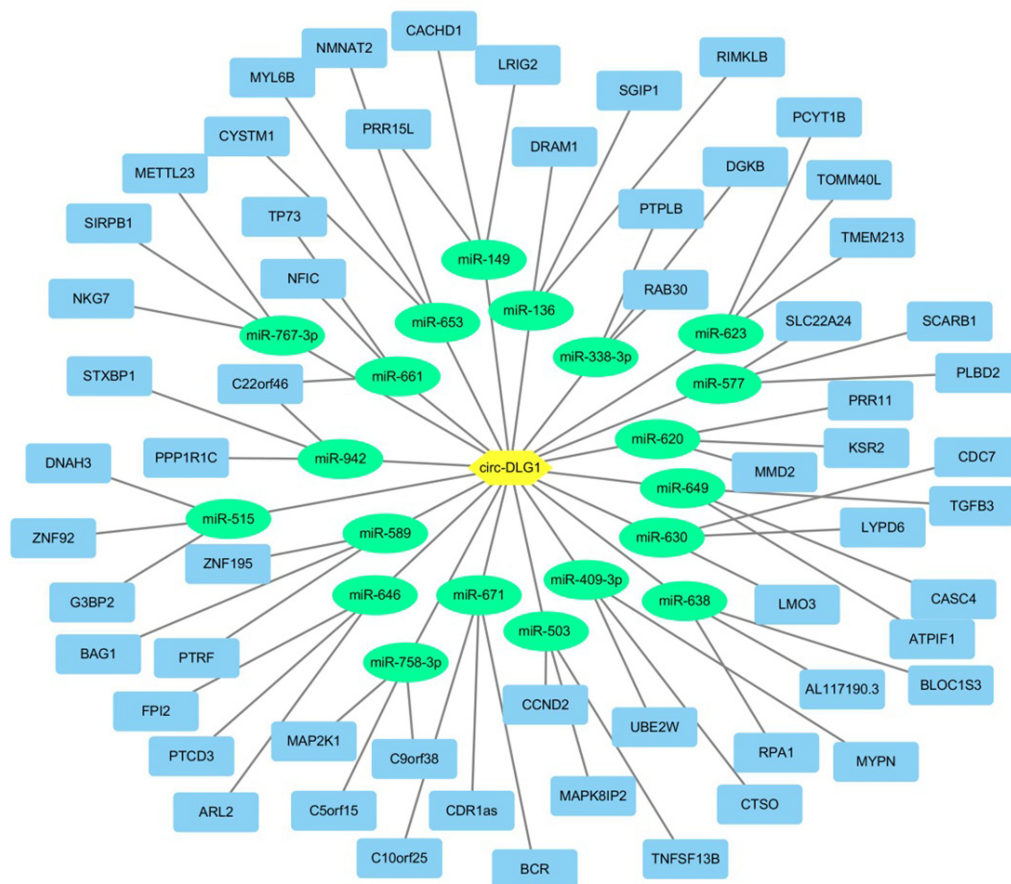 CACHD1
NMNAT2
LRIG2
RIMKLB
MYL6B
SGIP1
PCYT1B
CYSTM1
PRR15L
DRAM1
DGKB
METTL23
TOMM40L
PTPLB
SIRPB1
TP73
TMEM213
miR-149
NFIC
RAB30
NKG7
miR-136
miR-653
SLC22A24
SCARB1
miR-767-3p
miR-623
miR-338-3p
STXBP1
C22orf46
miR-661
miR-577
PLBD2
PRR11
miR-620
KSR2
DNAH3
PPP1R1C
miR-942
circ-DLG1
MMD2
CDC7
miR-649
TGFB3
miR-515
LYPD6
ZNF92
miR-589
miR-630
ZNF195
miR-409-3p
G3BP2
miR-646
miR-671
miR-638
LMO3
CASC4
miR-503
ATPIF1
BAG1
PTRF
miR-758-3p
BLOC1S3
AL117190.3
CCND2
FPI2
UBE2W
MAP2K1
C9orf38
RPA1
MYPN
PTCD3
MAPK8IP2
ARL2
C5orf15
CDR1as
CTSO
C10orf25
BCR
TNFSF13B